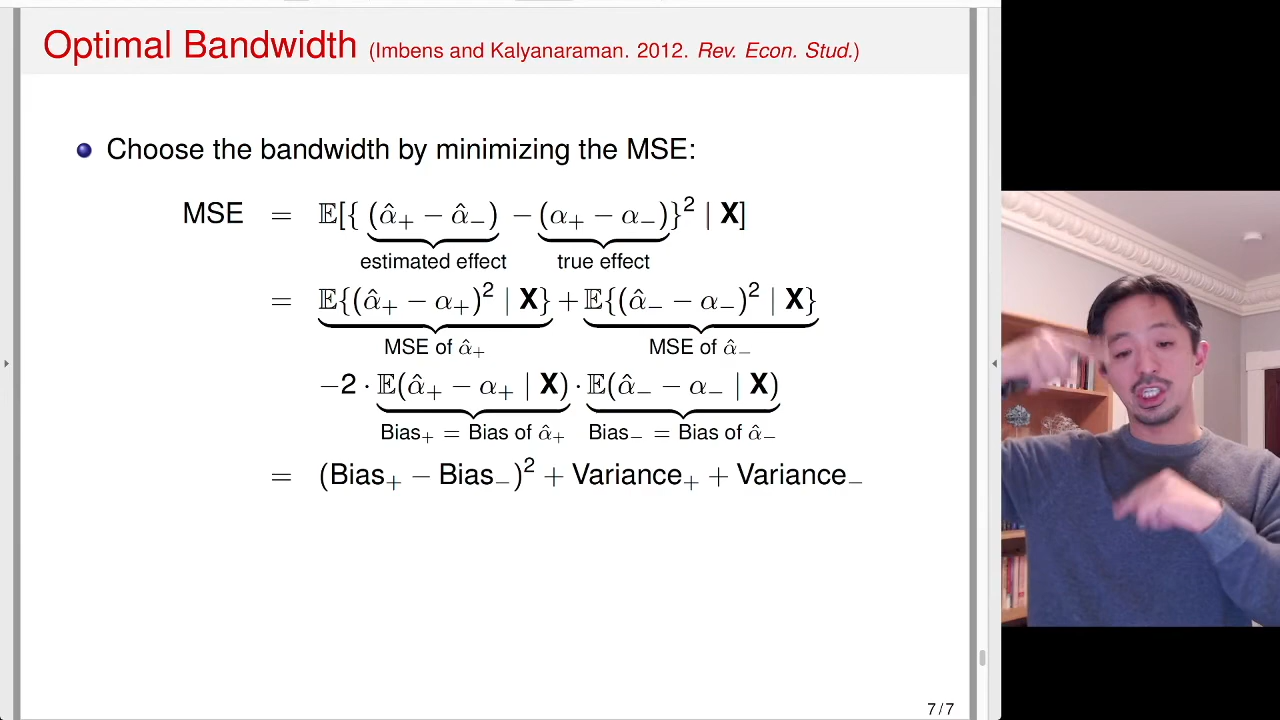 Optimal Bandwidth (Imbens and Kalyanaraman. 2012. Rev. Econ. Stud.)
Choose the bandwidth by minimizing the MSE:
MSE = 𝔼[{ (α̂₊ − α̂₋) − (α₊ − α₋)}² | X]
estimated effect true effect
= 𝔼{(α̂₊ − α₊)² | X} + 𝔼{(α̂₋ − α₋)² | X}
MSE of α̂₊ MSE of α̂₋
−2 · 𝔼(α̂₊ − α₊ | X) · 𝔼(α̂₋ − α₋ | X)
Bias₊ = Bias of α̂₊ Bias₋ = Bias of α̂₋
= (Bias₊ − Bias₋)² + Variance₊ + Variance₋
7/7